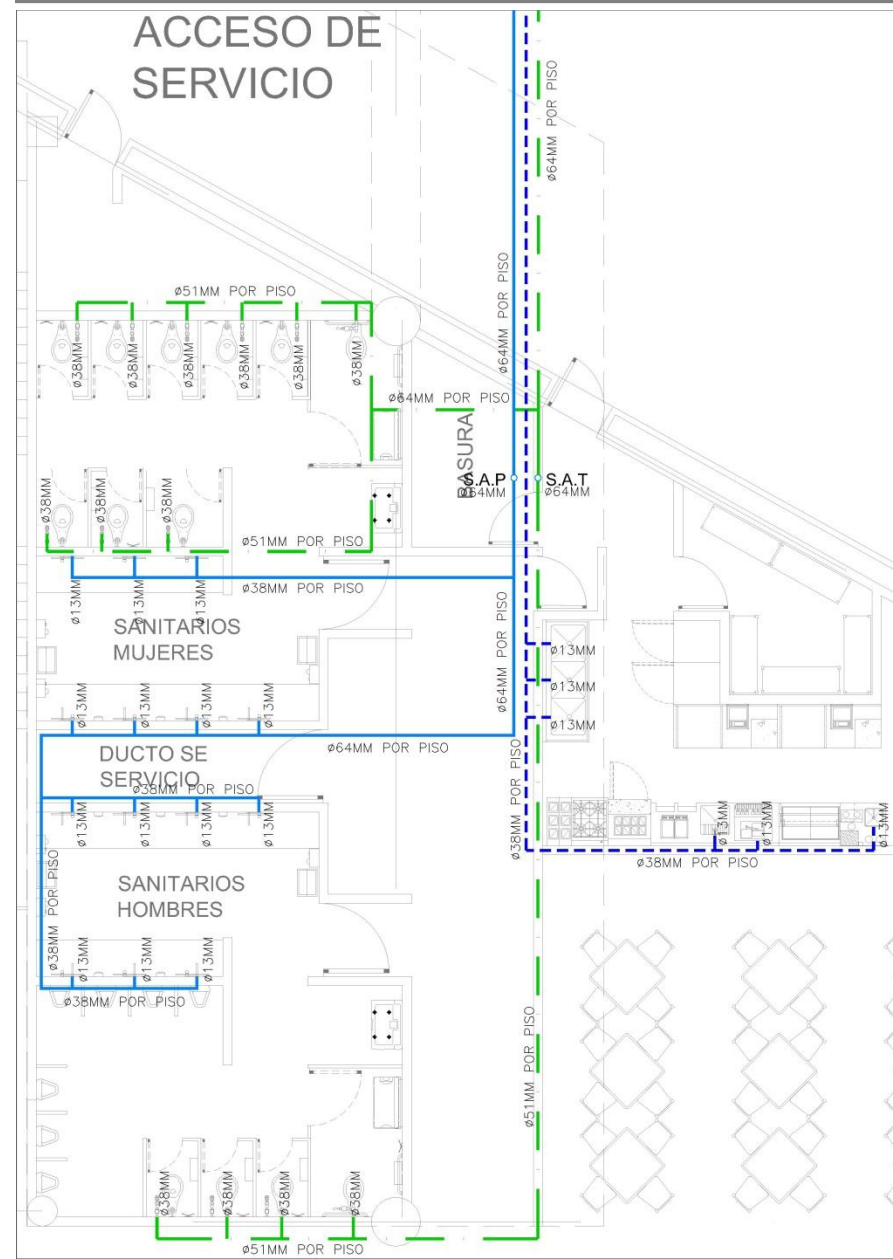 ACCESO DE
SERVICIO
ø64MM POR PISO
ø51MM POR PISO
ø64MM POR PISO
ø64MM POR PISO
ø38MM
ø38MM
ø38MM
ø38MM
ø38MM
ø38MM
ø64MM POR PISO
BASURA
S.A.P
ø64MM
S.A.T
ø64MM
ø38MM
ø38MM
ø38MM
ø51MM POR PISO
ø38MM POR PISO
ø13MM
ø13MM
ø13MM
SANITARIOS
MUJERES
ø64MM POR PISO
ø13MM
ø13MM
ø13MM
ø13MM
ø13MM
ø13MM
ø13MM
ø64MM POR PISO
DUCTO SE
SERVICIO
ø38MM POR PISO
ø38MM POR PISO
ø13MM
ø13MM
ø13MM
ø13MM
ø13MM
ø13MM
ø13MM
ø38MM POR PISO
SANITARIOS
HOMBRES
ø38MM POR PISO
ø13MM
ø13MM
ø13MM
ø38MM POR PISO
ø51MM POR PISO
ø38MM
ø38MM
ø38MM
ø38MM
ø51MM POR PISO